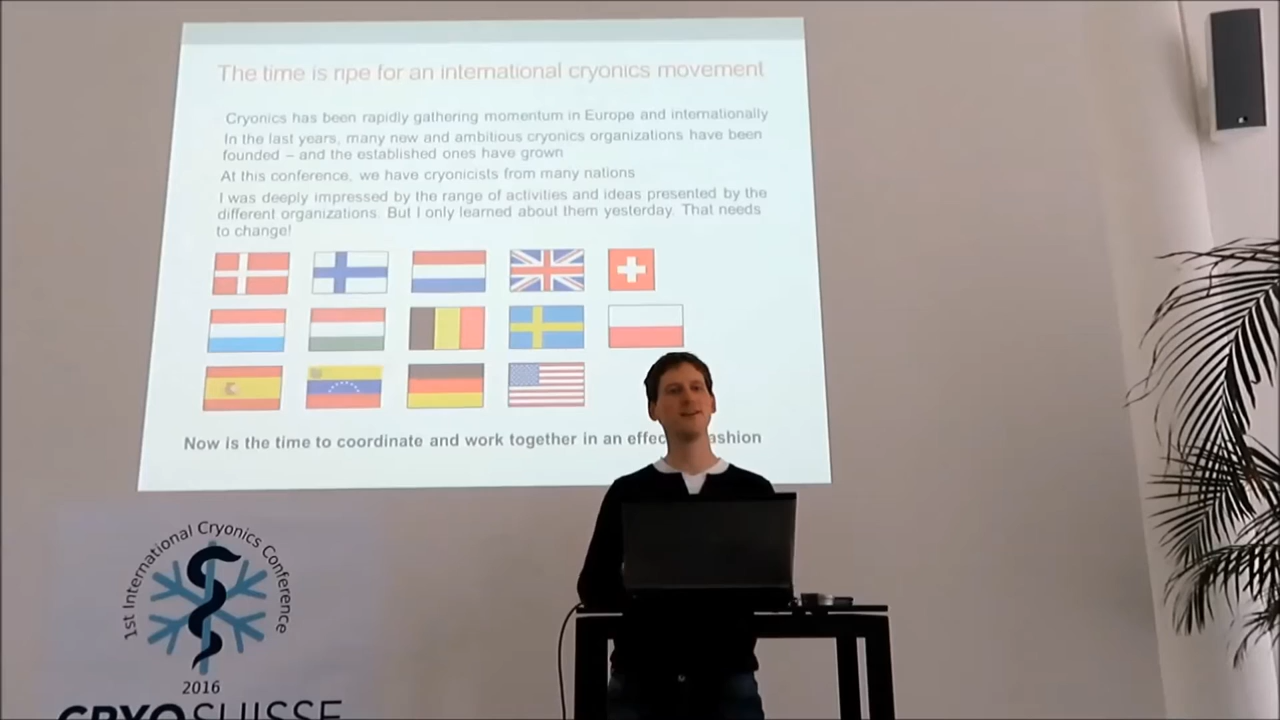 The time is ripe for an international cryonics movement
Cryonics has been rapidly gathering momentum in Europe and internationally
In the last years, many new and ambitious cryonics organizations have been
founded – and the established ones have grown
At this conference, we have cryonicists from many nations
I was deeply impressed by the range of activities and ideas presented by the
different organizations. But I only learned about them yesterday. That needs
to change!
Now is the time to coordinate and work together in an effec ashion
1st International Cryonics Conference
2016
CRYOSUISSE